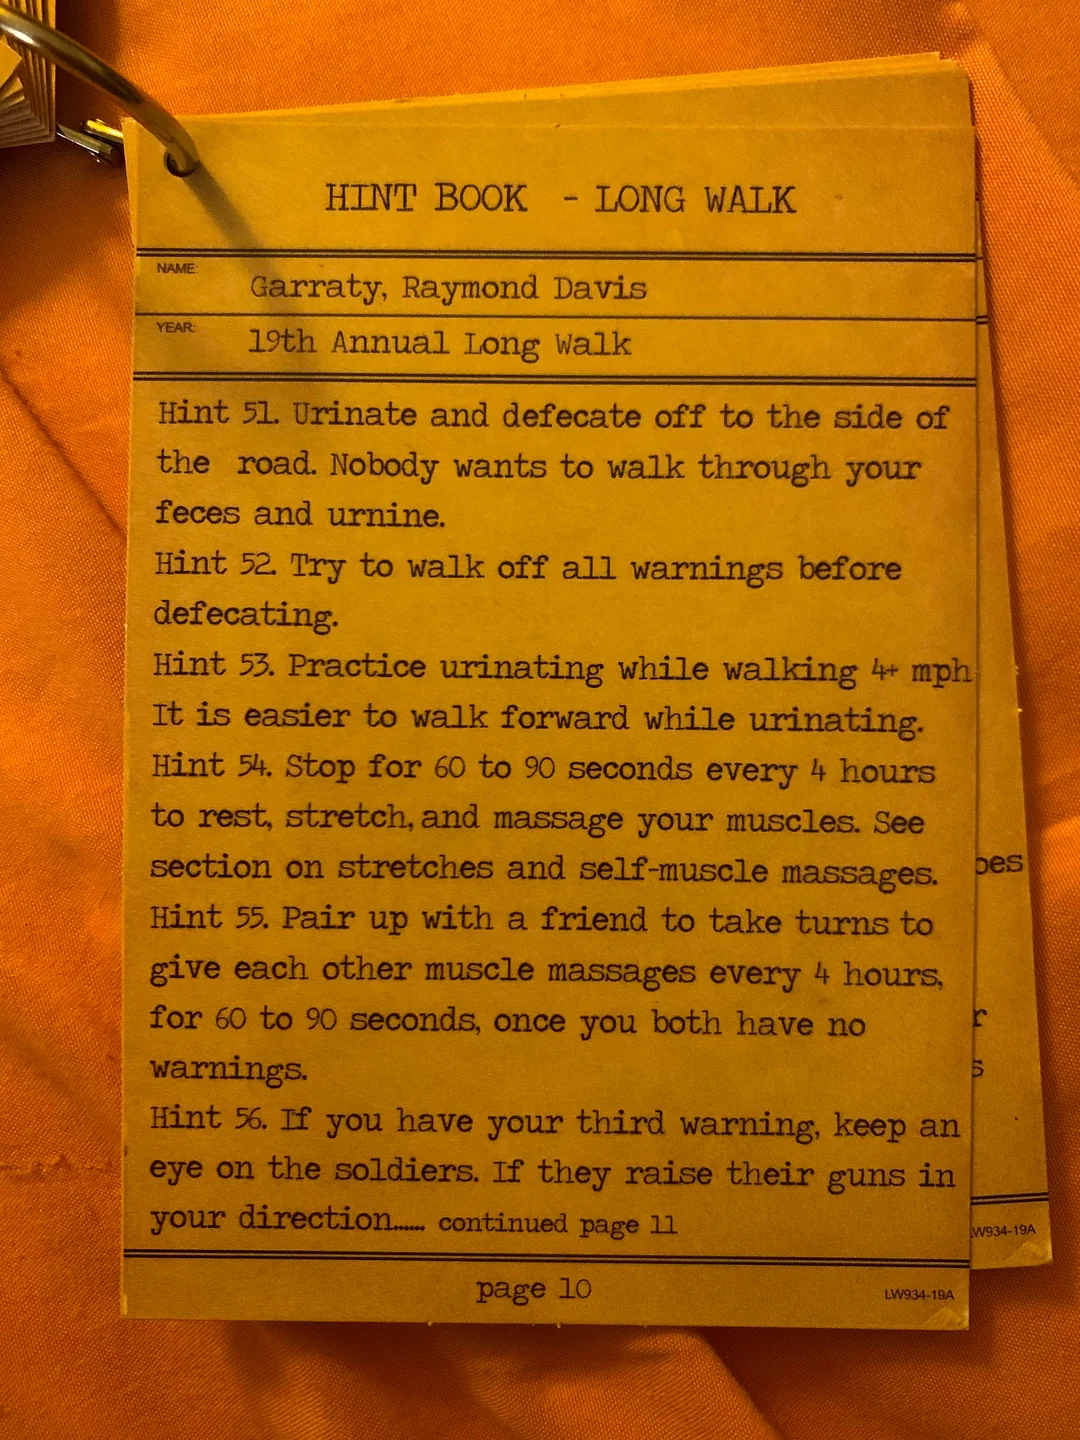 HINT BOOK - LONG WALK
NAME: Garraty, Raymond Davis
YEAR: 19th Annual Long Walk
Hint 51. Urinate and defecate off to the side of
the road. Nobody wants to walk through your
feces and urnine.
Hint 52. Try to walk off all warnings before
defecating.
Hint 53. Practice urinating while walking 4+ mph
It is easier to walk forward while urinating.
Hint 54. Stop for 60 to 90 seconds every 4 hours
to rest, stretch, and massage your muscles. See
section on stretches and self-muscle massages.
Hint 55. Pair up with a friend to take turns to
give each other muscle massages every 4 hours,
for 60 to 90 seconds, once you both have no
warnings.
Hint 56. If you have your third warning, keep an
eye on the soldiers. If they raise their guns in
your direction...... continued page 11
page 10
LW934-19A
LW934-19A